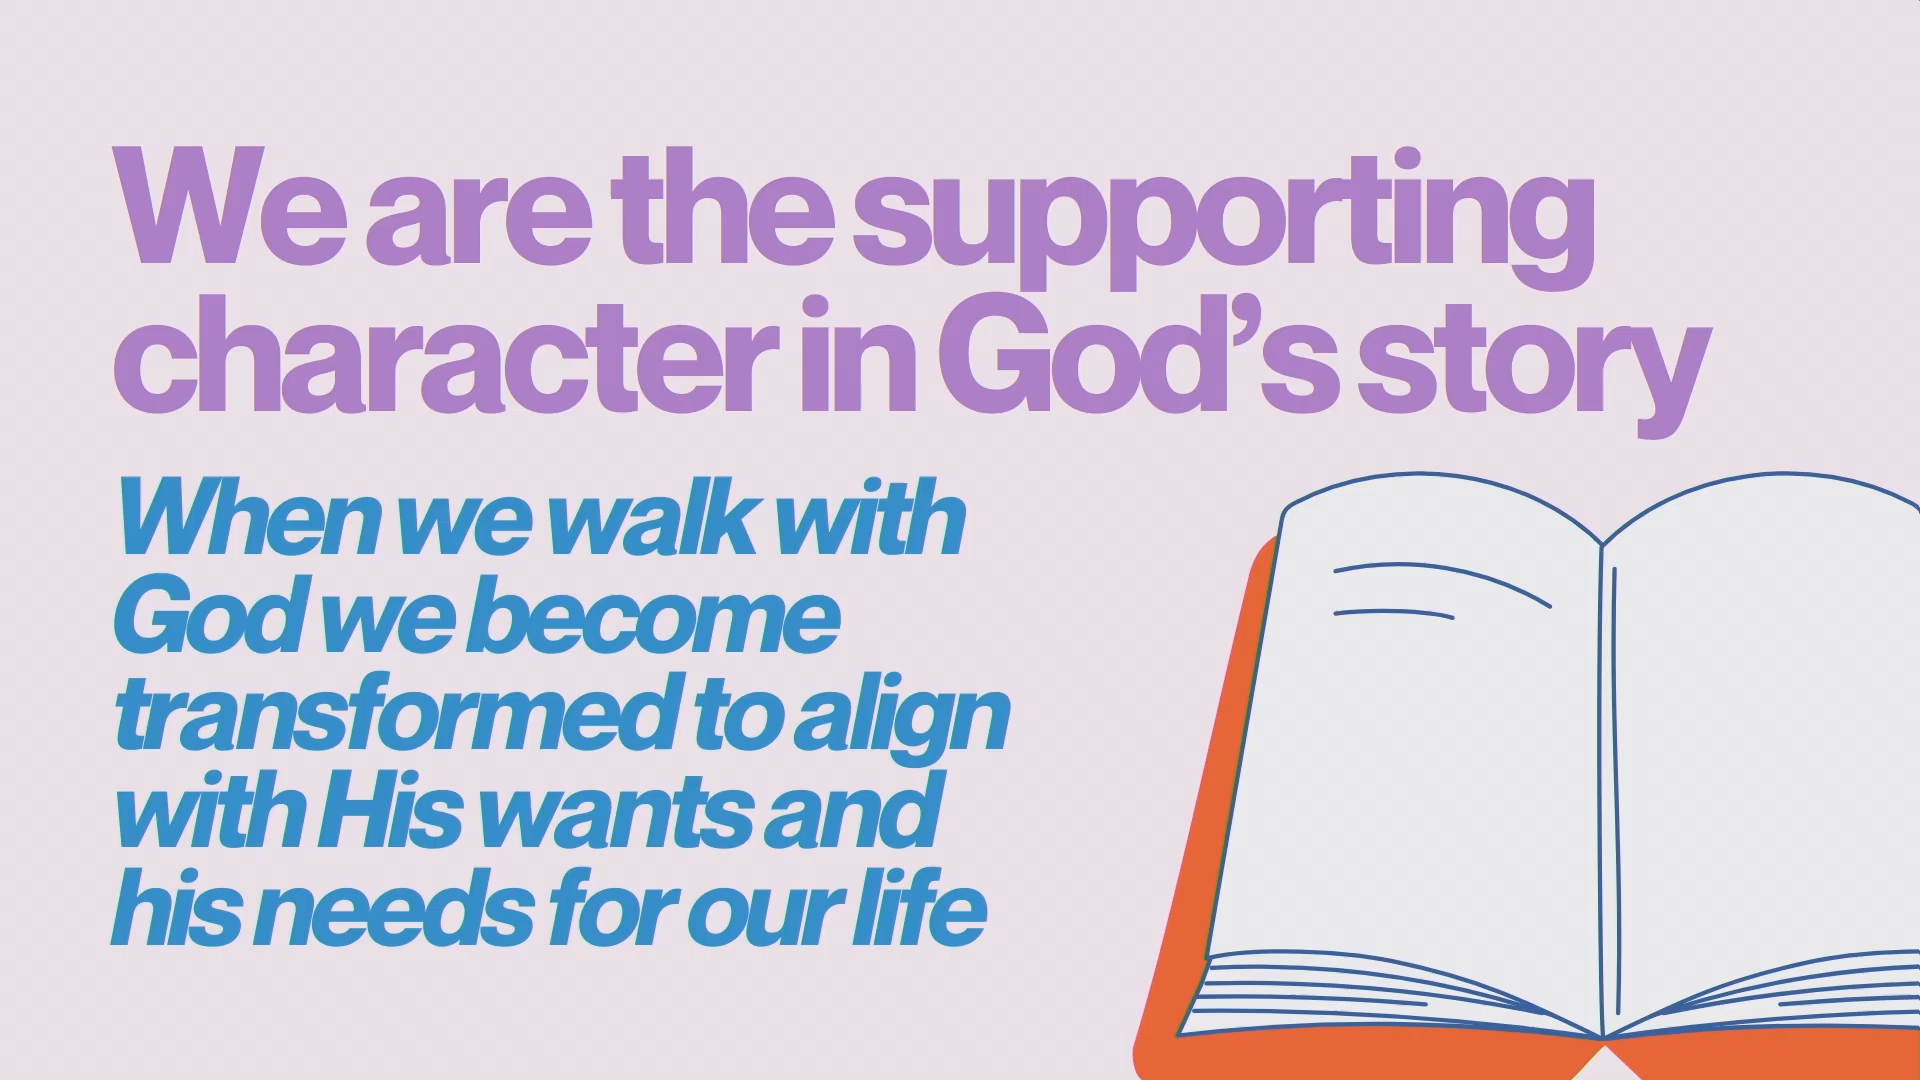 We are the supporting
character in God’s story
When we walk with
God we become
transformed to align
with His wants and
his needs for our life